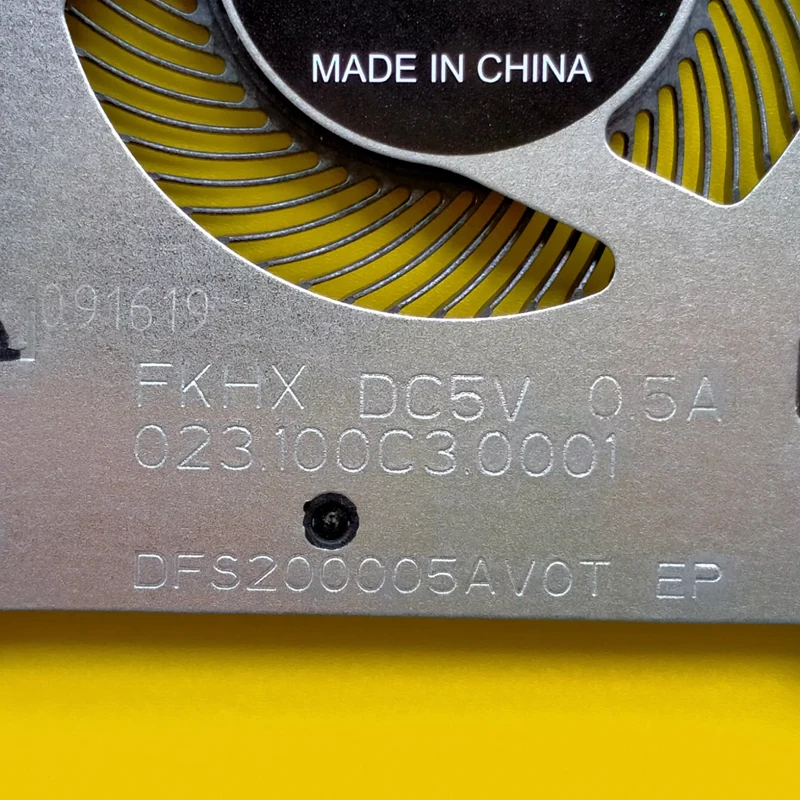 MADE IN CHINA
091619
FKHX DC5V 0.5A
023.100C3.0001
DFS200005AV0T EP